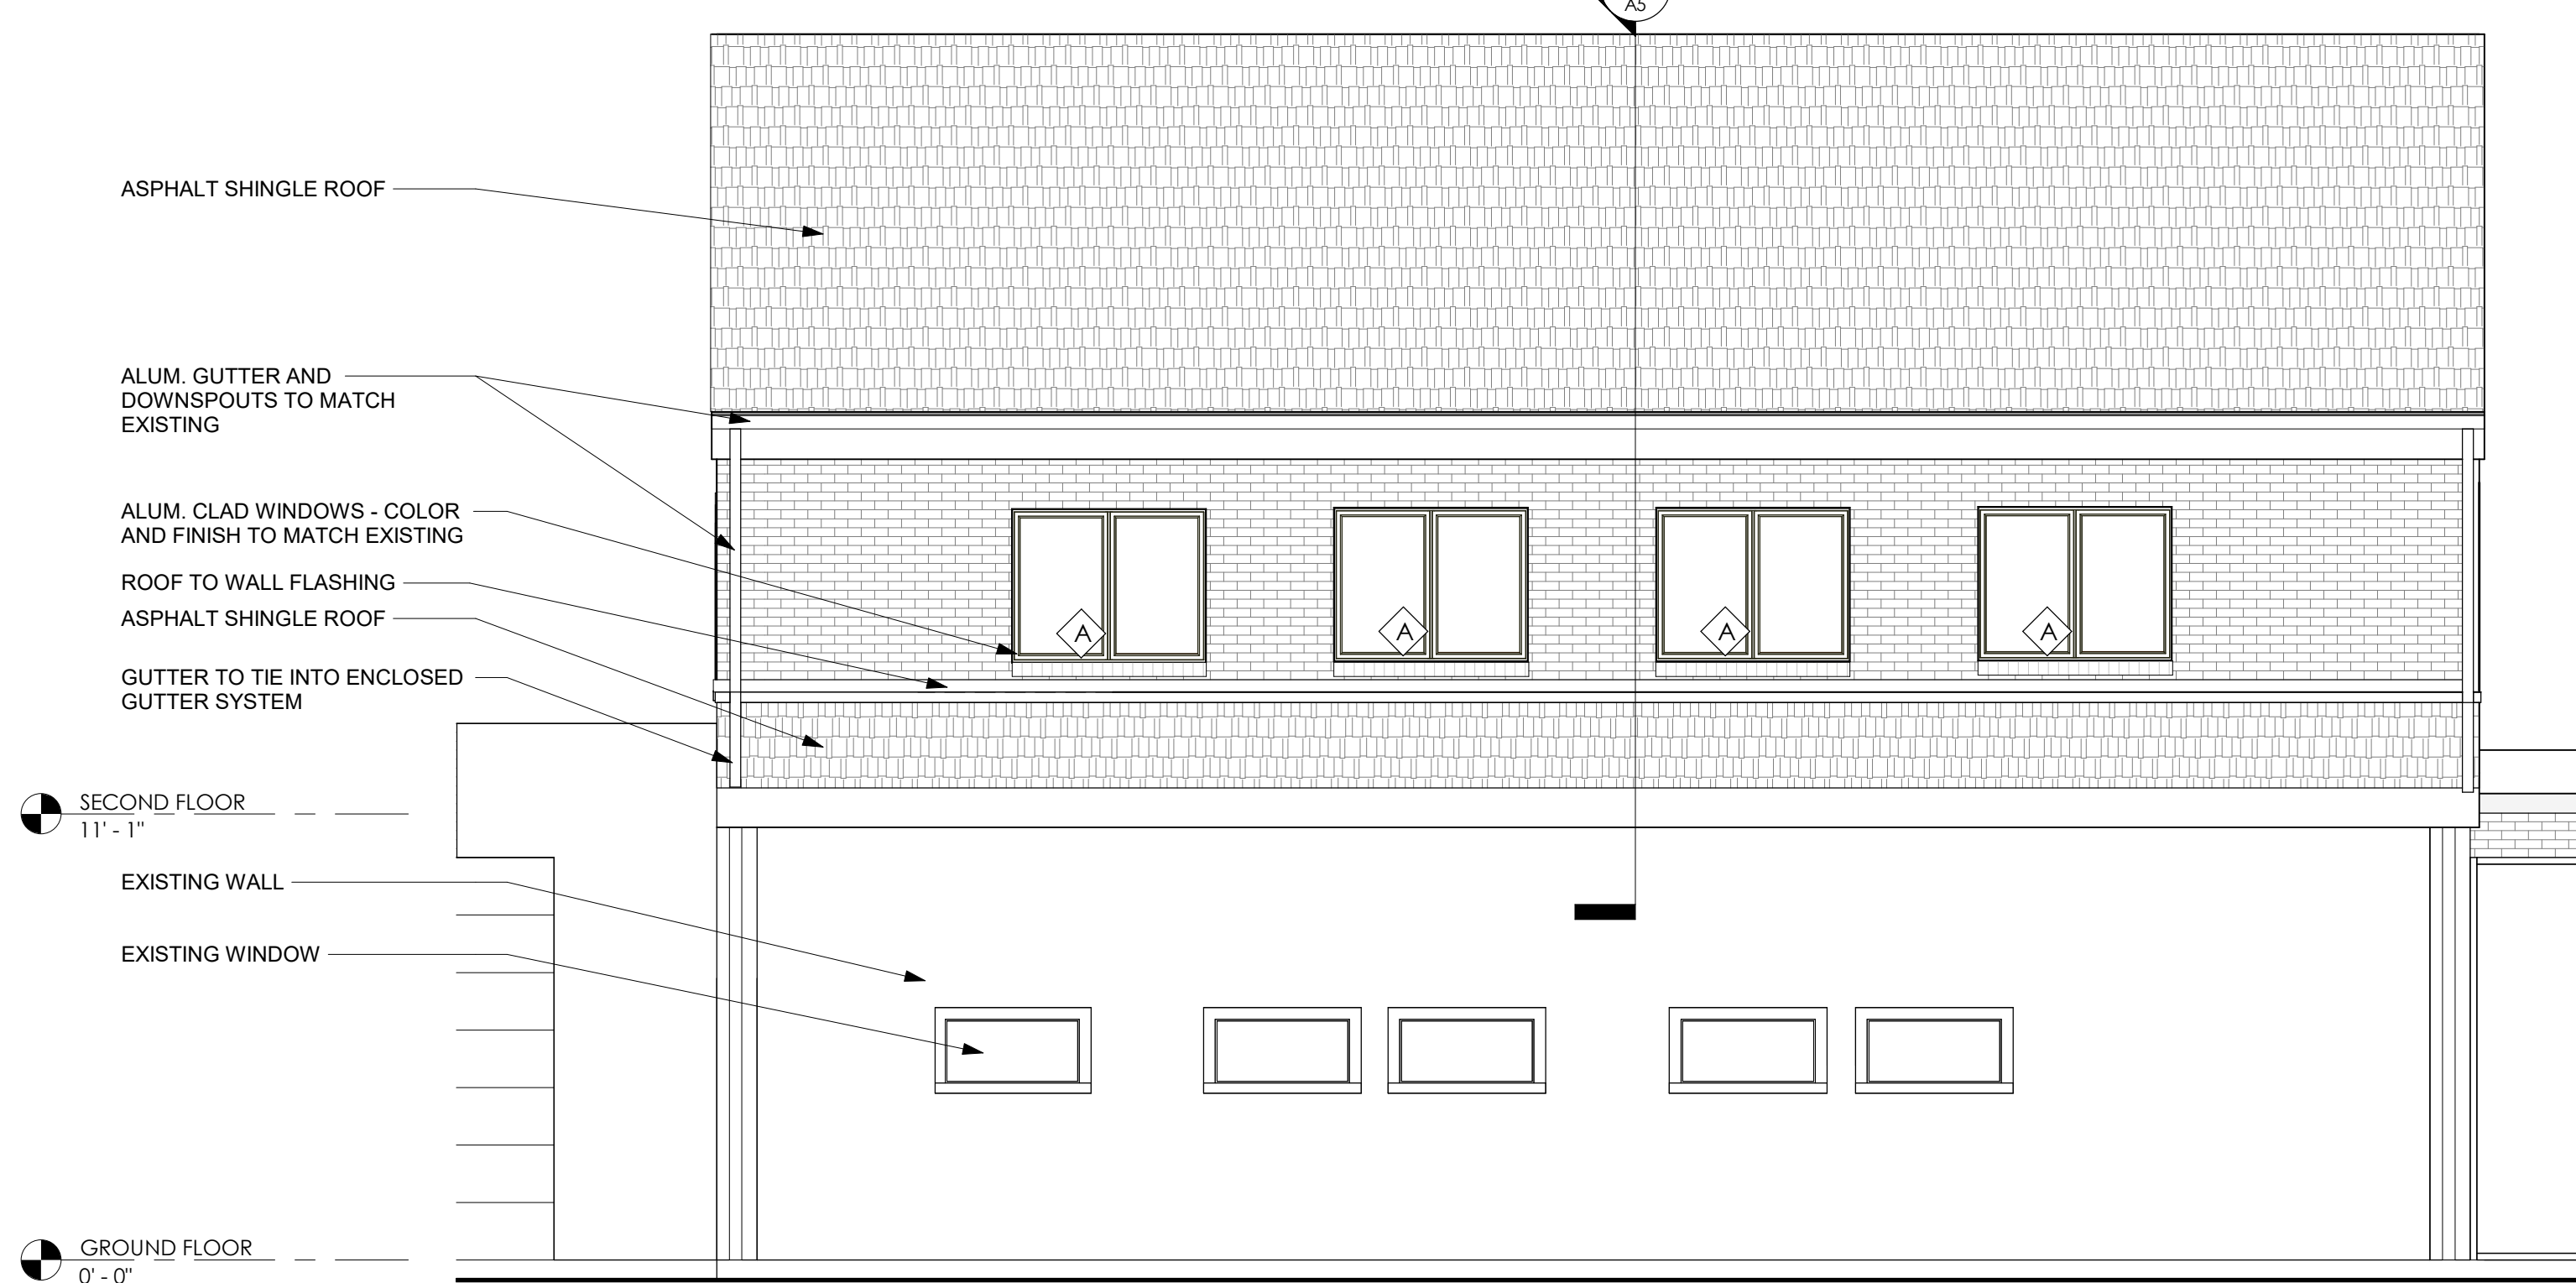 A5
ASPHALT SHINGLE ROOF
ALUM. GUTTER AND
DOWNSPOUTS TO MATCH
EXISTING
ALUM. CLAD WINDOWS - COLOR
AND FINISH TO MATCH EXISTING
ROOF TO WALL FLASHING
ASPHALT SHINGLE ROOF
GUTTER TO TIE INTO ENCLOSED
GUTTER SYSTEM
A
A
A
A
SECOND FLOOR
11' - 1"
EXISTING WALL
EXISTING WINDOW
GROUND FLOOR
0' - 0"